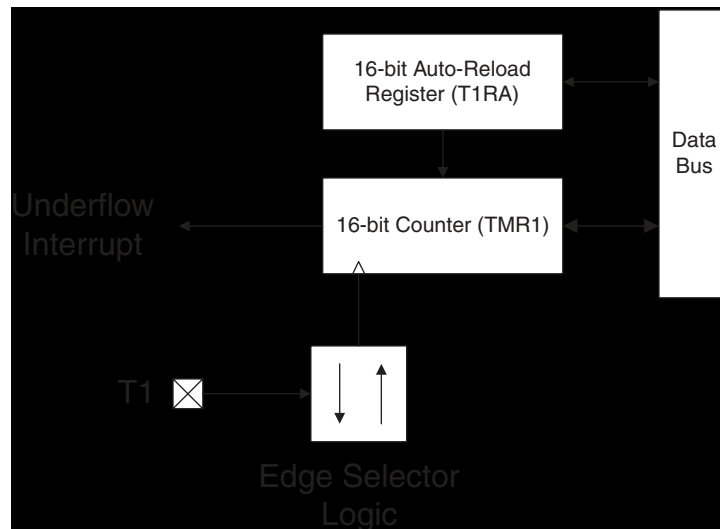 16-bit Auto-Reload
Register (T1RA)
Data
Bus
Underflow
Interrupt
16-bit Counter (TMR1)
T1
Edge Selector
Logic